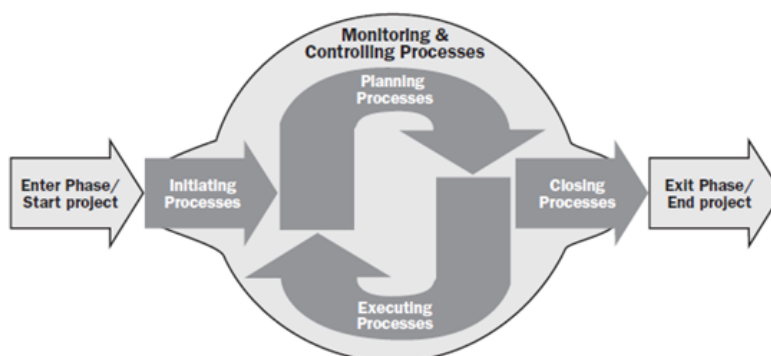 Monitoring &
Controlling Processes
Planning
Processes
Enter Phase/
Start project
Initiating
Processes
Closing
Processes
Exit Phase/
End project
Executing
Processes